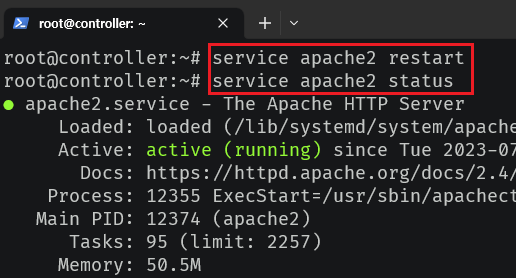 root@controller: ~
root@controller:~# service apache2 restart
root@controller:~# service apache2 status
● apache2.service - The Apache HTTP Server
Loaded: loaded (/lib/systemd/system/apache
Active: active (running) since Tue 2023-07
Docs: https://httpd.apache.org/docs/2.4/
Process: 12355 ExecStart=/usr/sbin/apachect
Main PID: 12374 (apache2)
Tasks: 95 (limit: 2257)
Memory: 50.5M